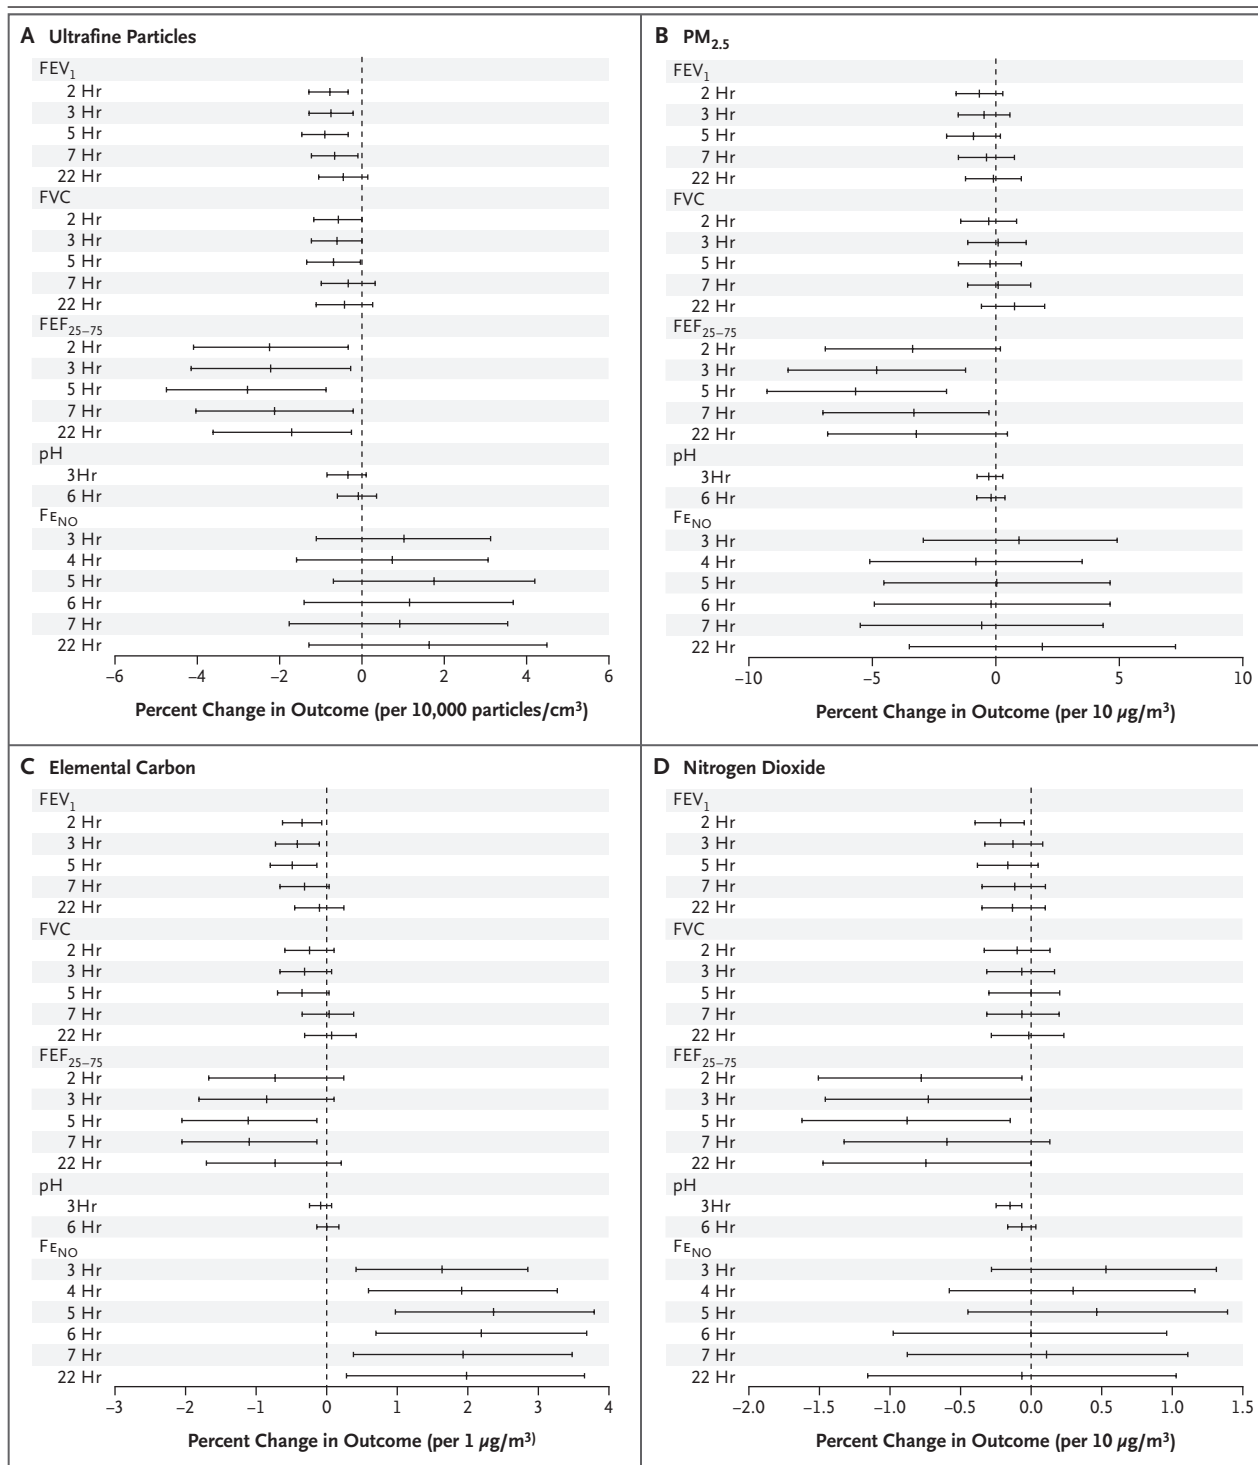 A Ultrafine Particles
FEV₁
2 Hr
3 Hr
5 Hr
7 Hr
22 Hr
FVC
2 Hr
3 Hr
5 Hr
7 Hr
22 Hr
FEF₂₅₋₇₅
2 Hr
3 Hr
5 Hr
7 Hr
22 Hr
pH
3Hr
6 Hr
FENO
3 Hr
4 Hr
5 Hr
6 Hr
7 Hr
22 Hr
–6 –4 –2 0 2 4 6
Percent Change in Outcome (per 10,000 particles/cm³)
B PM₂.₅
FEV₁
2 Hr
3 Hr
5 Hr
7 Hr
22 Hr
FVC
2 Hr
3 Hr
5 Hr
7 Hr
22 Hr
FEF₂₅₋₇₅
2 Hr
3 Hr
5 Hr
7 Hr
22 Hr
pH
3Hr
6 Hr
FENO
3 Hr
4 Hr
5 Hr
6 Hr
7 Hr
22 Hr
–10 –5 0 5 10
Percent Change in Outcome (per 10 μg/m³)
C Elemental Carbon
FEV₁
2 Hr
3 Hr
5 Hr
7 Hr
22 Hr
FVC
2 Hr
3 Hr
5 Hr
7 Hr
22 Hr
FEF₂₅₋₇₅
2 Hr
3 Hr
5 Hr
7 Hr
22 Hr
pH
3Hr
6 Hr
FENO
3 Hr
4 Hr
5 Hr
6 Hr
7 Hr
22 Hr
–3 –2 –1 0 1 2 3 4
Percent Change in Outcome (per 1 μg/m³)
D Nitrogen Dioxide
FEV₁
2 Hr
3 Hr
5 Hr
7 Hr
22 Hr
FVC
2 Hr
3 Hr
5 Hr
7 Hr
22 Hr
FEF₂₅₋₇₅
2 Hr
3 Hr
5 Hr
7 Hr
22 Hr
pH
3Hr
6 Hr
FENO
3 Hr
4 Hr
5 Hr
6 Hr
7 Hr
22 Hr
–2.0 –1.5 –1.0 –0.5 0.0 0.5 1.0 1.5
Percent Change in Outcome (per 10 μg/m³)